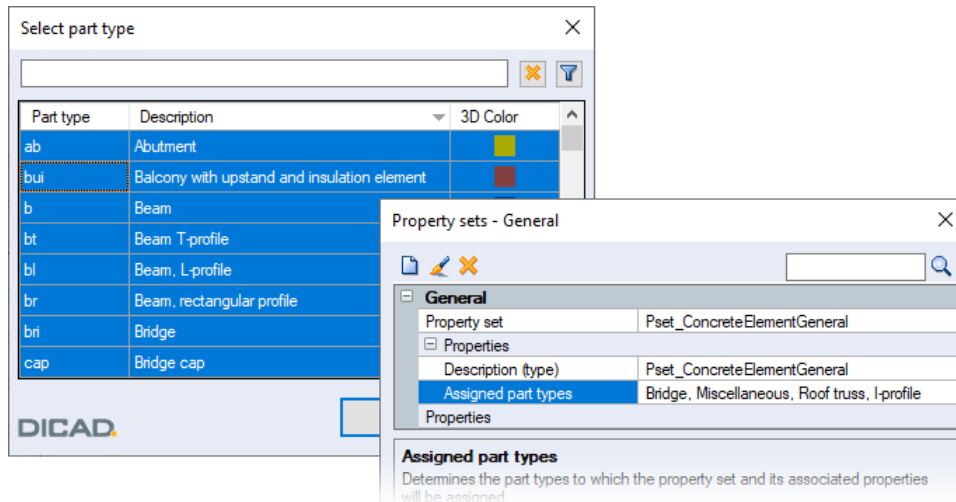 Select part type
Part type Description 3D Color
ab Abutment
bui Balcony with upstand and insulation element
b Beam
bt Beam T-profile
bl Beam, L-profile
br Beam, rectangular profile
bri Bridge
cap Bridge cap
DICAD.
Property sets - General
General
Property set Pset_ConcreteElementGeneral
Properties
Description (type) Pset_ConcreteElementGeneral
Assigned part types Bridge, Miscellaneous, Roof truss, I-profile
Properties
Assigned part types
Determines the part types to which the property set and its associated properties
will be assigned